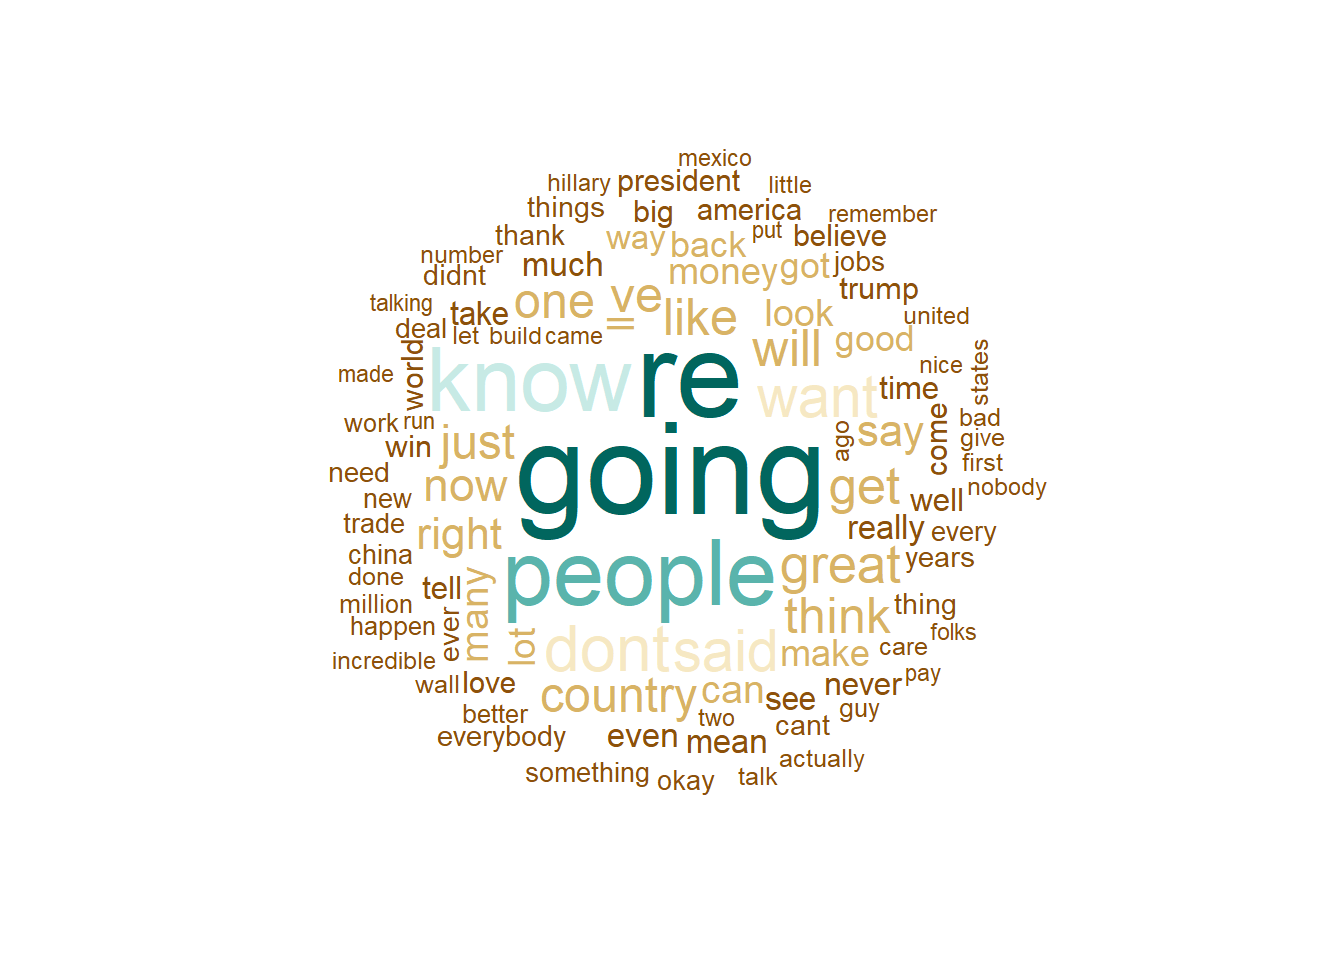 mexico
hillary president little
things big america remember
thank way back put believe
number much money got jobs
didnt trump
talking take one ve like look united
deal let build came ll will good
made world know re want time nice states
work run just ago say come bad
win give
need now going get well first
new nobody
trade right really every
china people great years
done tell many
million think thing
happen ever lot dont said make care folks
incredible
wall love country can see never pay
better two cant guy
everybody even mean
something okay talk actually